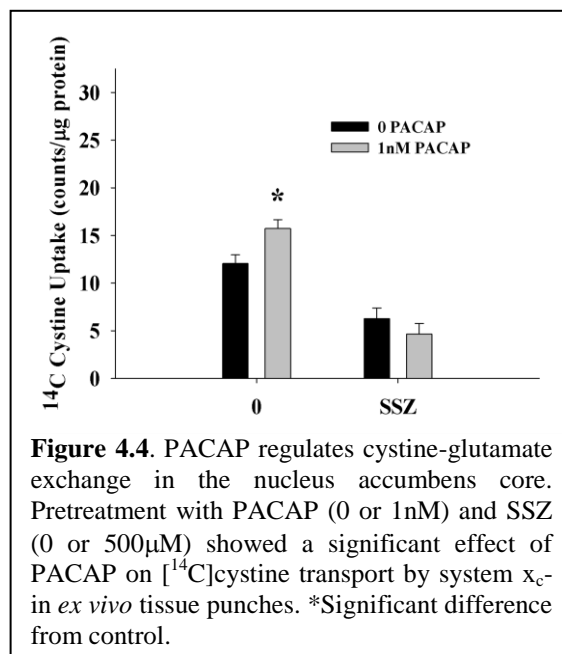 30
25
20
15
10
5
0
¹⁴C Cystine Uptake (counts/µg protein)
0 PACAP
1nM PACAP
*
0 SSZ
Figure 4.4. PACAP regulates cystine-glutamate
exchange in the nucleus accumbens core.
Pretreatment with PACAP (0 or 1nM) and SSZ
(0 or 500µM) showed a significant effect of
PACAP on [¹⁴C]cystine transport by system xc-
in ex vivo tissue punches. *Significant difference
from control.